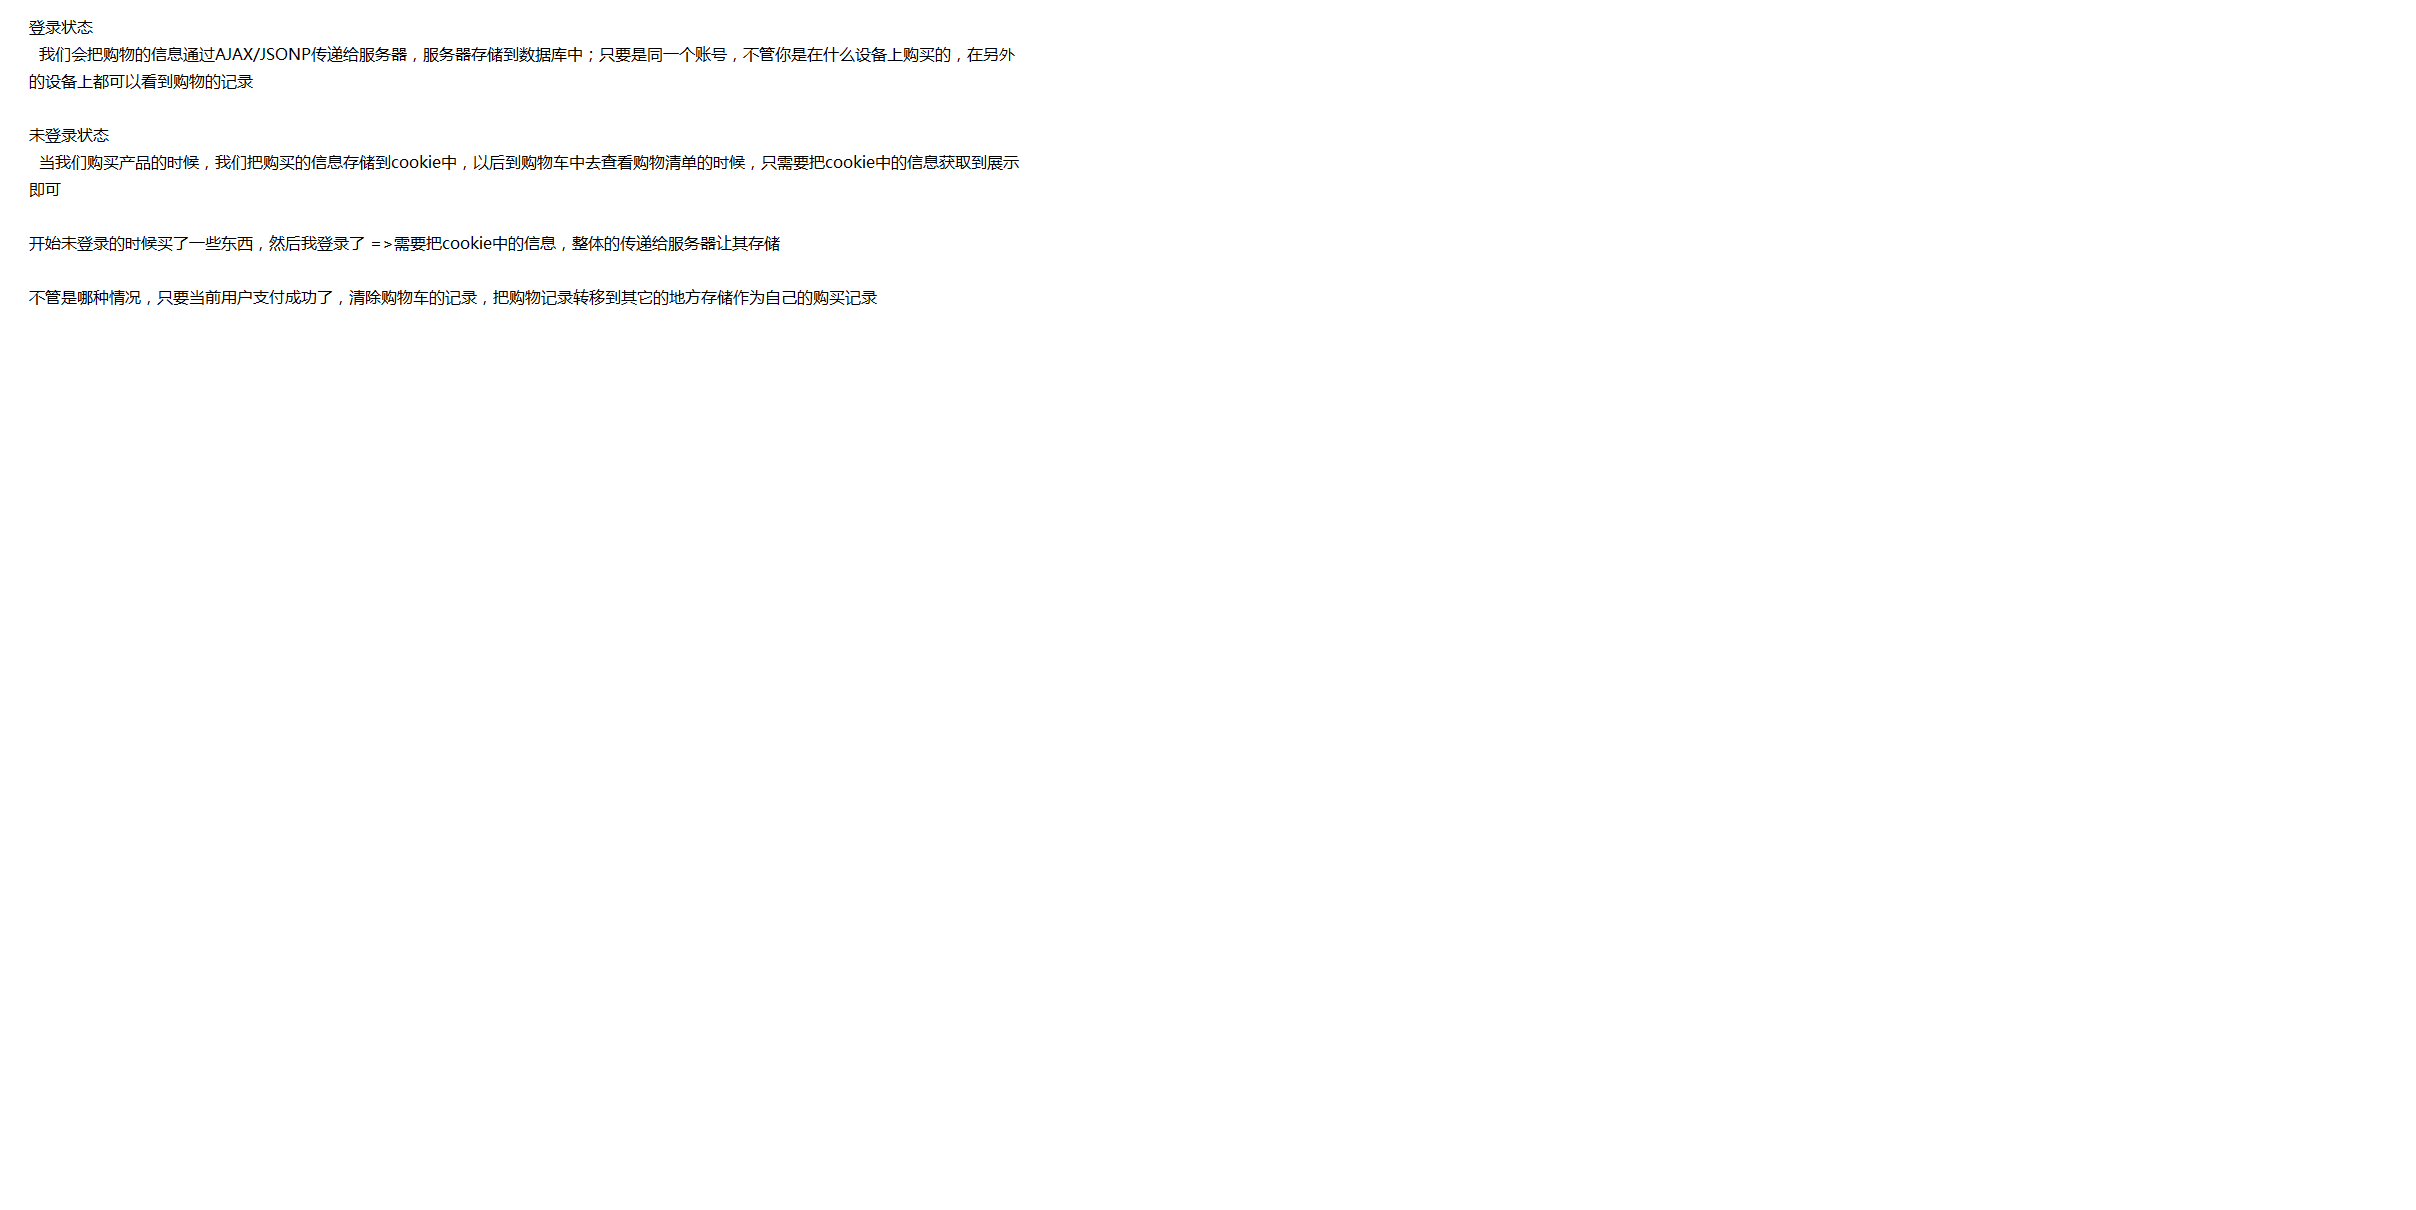 登录状态
我们会把购物的信息通过AJAX/JSONP传递给服务器，服务器存储到数据库中；只要是同一个账号，不管你是在什么设备上购买的，在另外
的设备上都可以看到购物的记录
未登录状态
当我们购买产品的时候，我们把购买的信息存储到cookie中，以后到购物车中去查看购物清单的时候，只需要把cookie中的信息获取到展示
即可
开始未登录的时候买了一些东西，然后我登录了 =>需要把cookie中的信息，整体的传递给服务器让其存储
不管是哪种情况，只要当前用户支付成功了，清除购物车的记录，把购物记录转移到其它的地方存储作为自己的购买记录